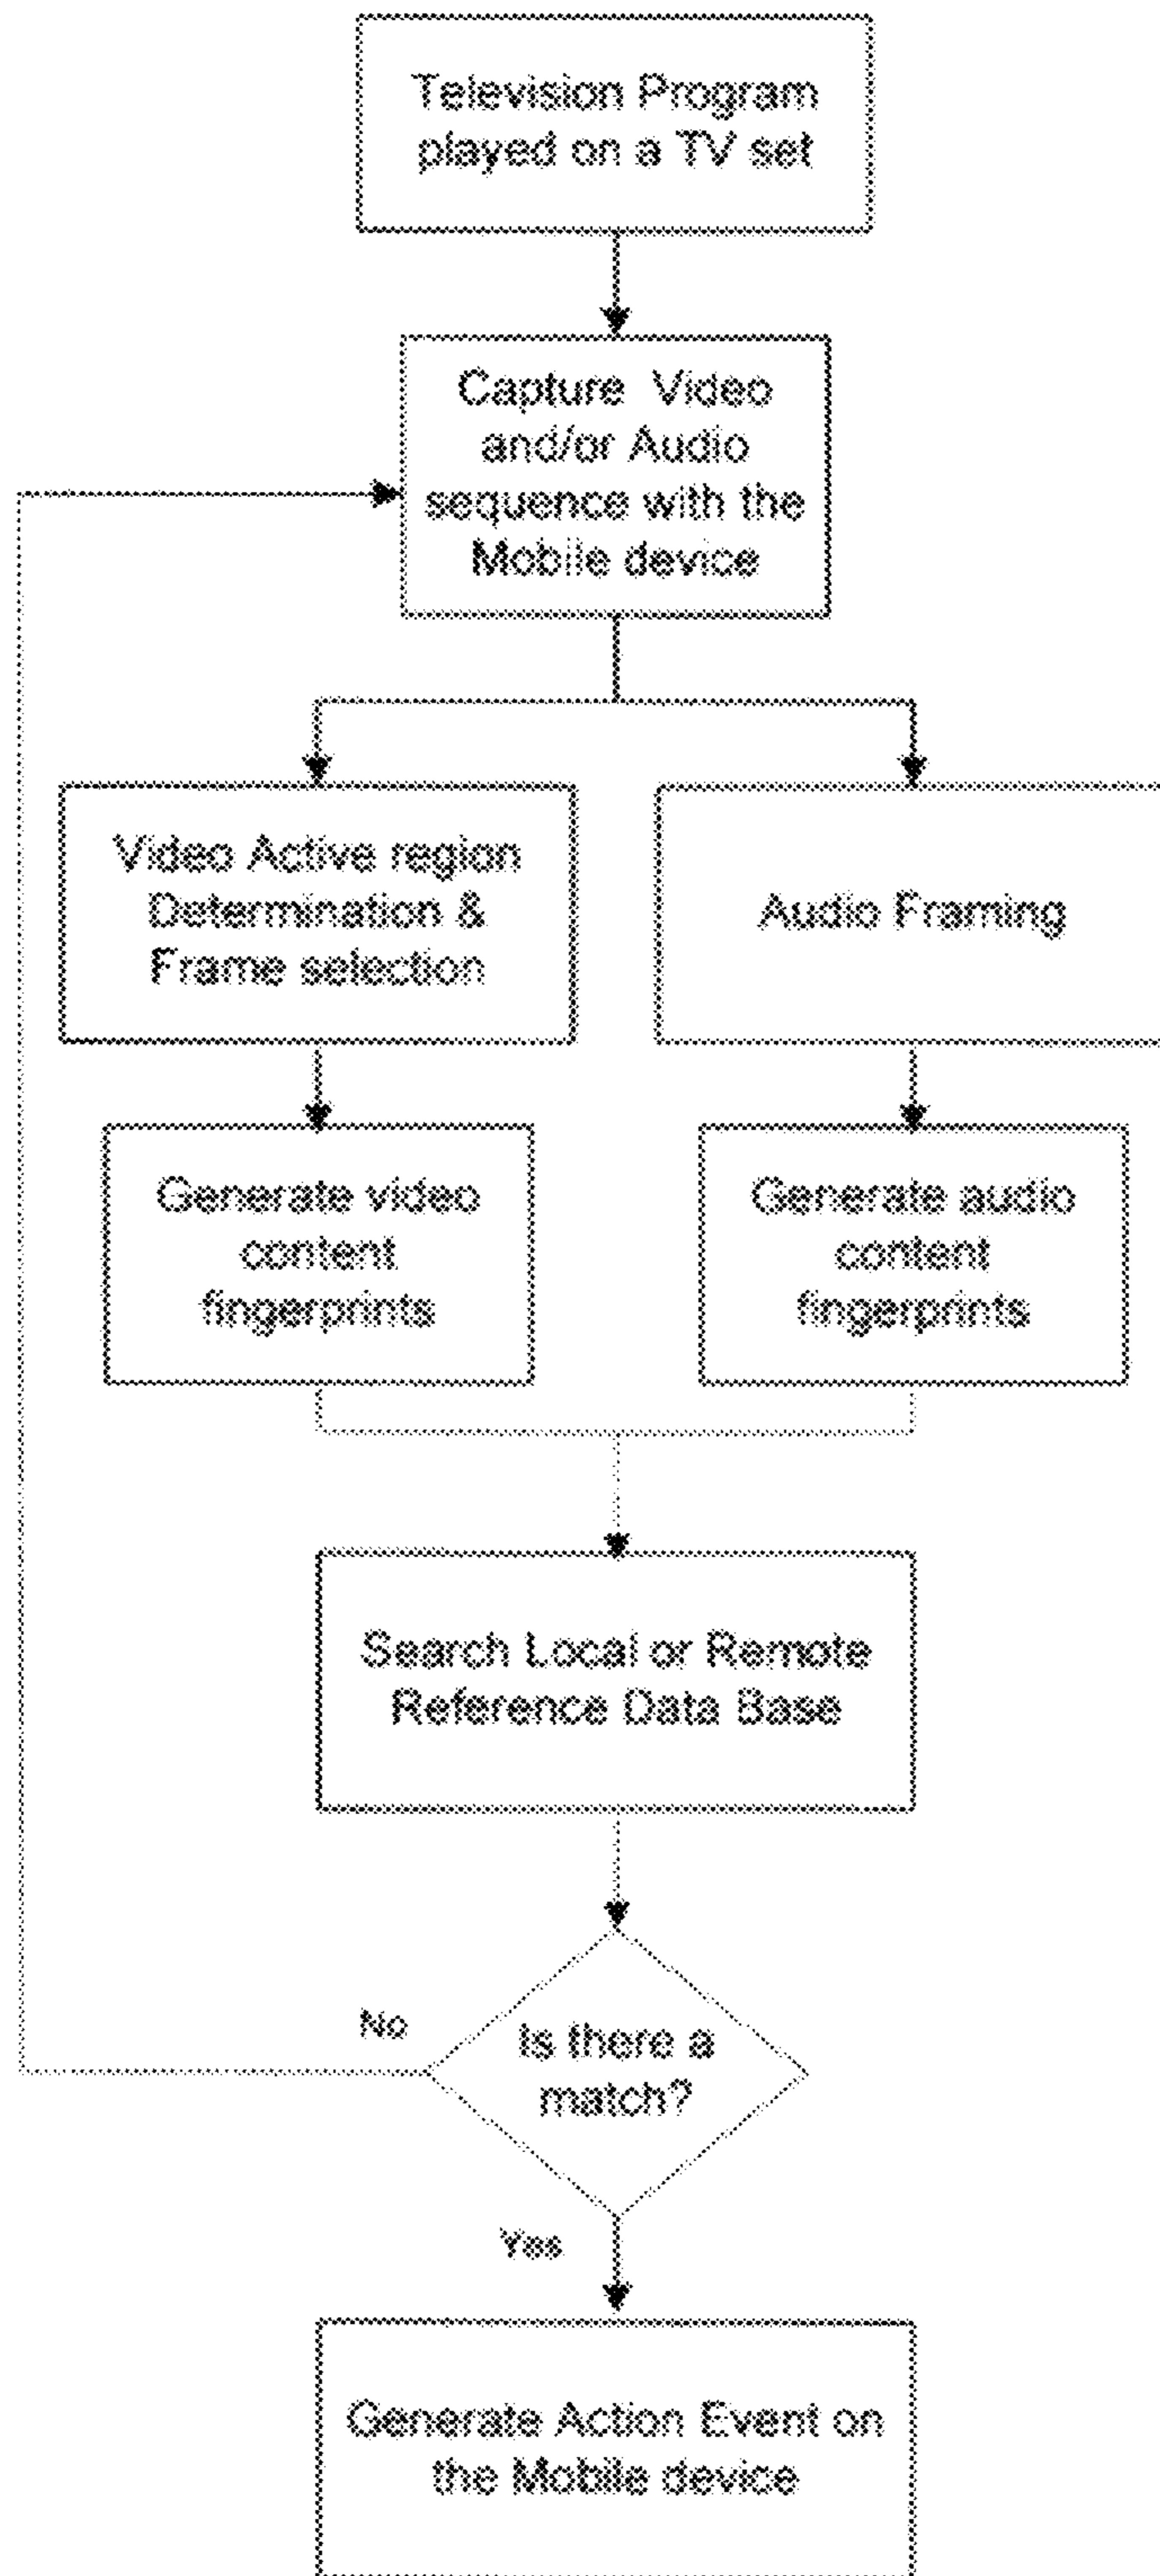 Television Program
played on a TV set
Capture Video
and/or Audio
sequence with the
Mobile device
Video Active region
Determination &
Frame selection
Audio Framing
Generate video
content
fingerprints
Generate audio
content
fingerprints
Search Local or Remote
Reference Data Base
Is there a
match?
No
Yes
Generate Action Event on
the Mobile device